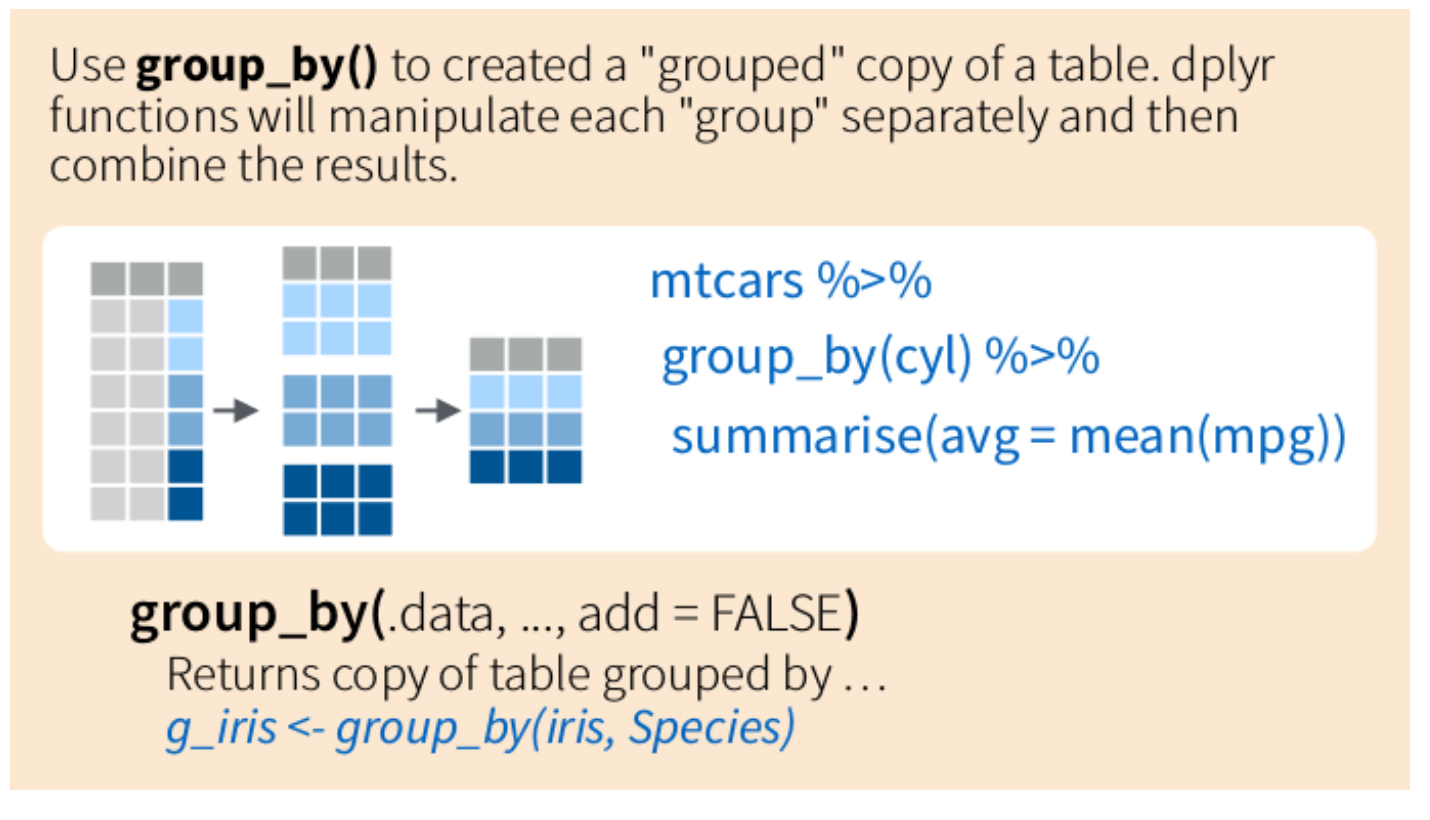 Use group_by() to created a "grouped" copy of a table. dplyr
functions will manipulate each "group" separately and then
combine the results.
mtcars %>%
group_by(cyl) %>%
summarise(avg = mean(mpg))
group_by(.data, ..., add = FALSE)
Returns copy of table grouped by …
g_iris <- group_by(iris, Species)